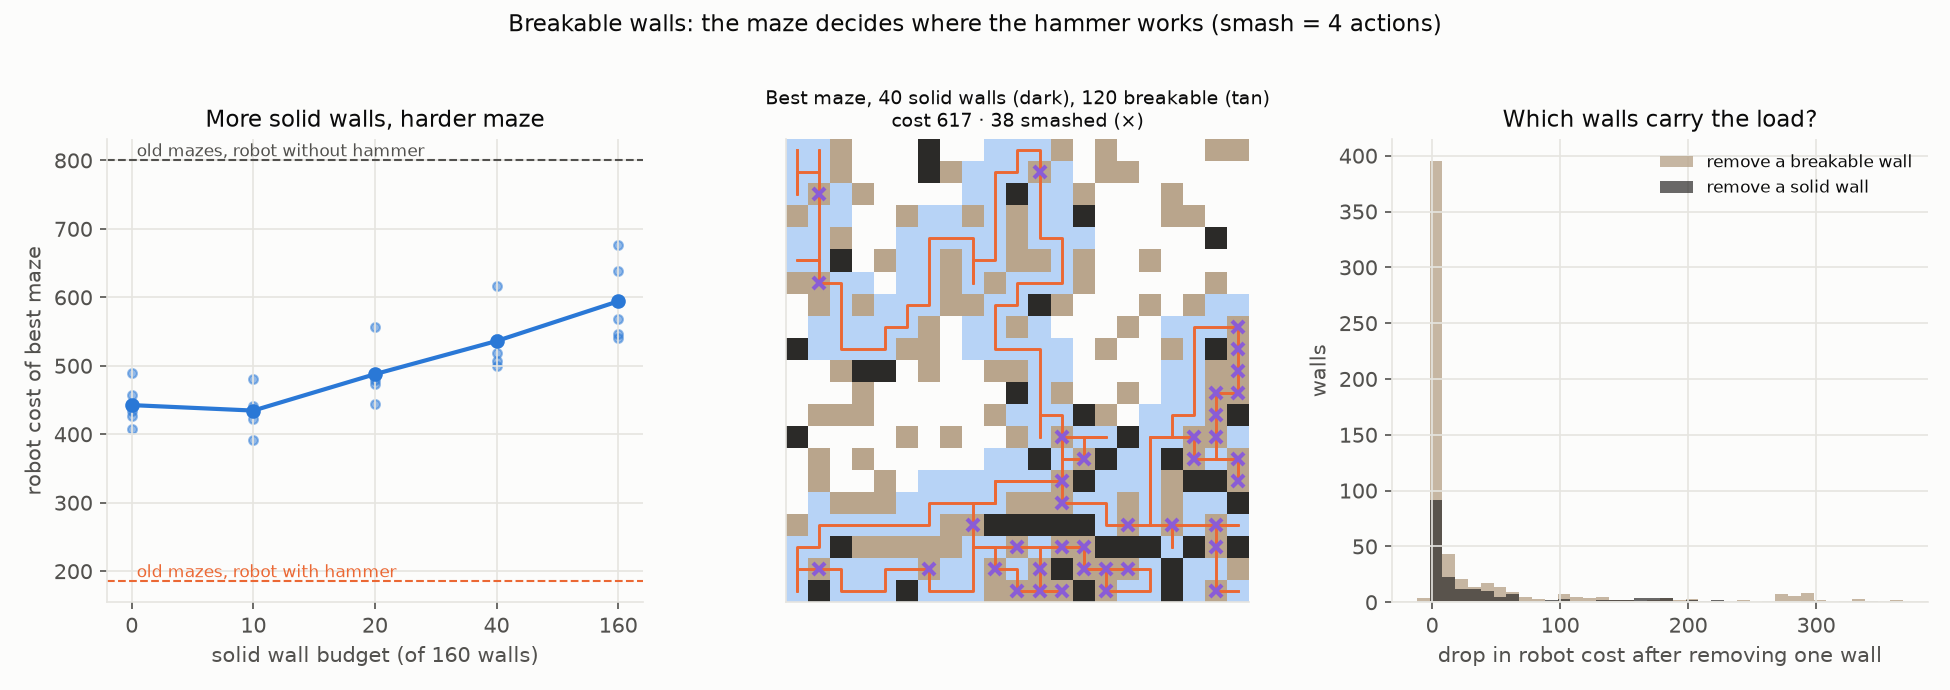 Breakable walls: the maze decides where the hammer works (smash = 4 actions)
More solid walls, harder maze
old mazes, robot without hammer
old mazes, robot with hammer
robot cost of best maze
800
700
600
500
400
300
200
0 10 20 40 160
solid wall budget (of 160 walls)
Best maze, 40 solid walls (dark), 120 breakable (tan)
cost 617 · 38 smashed (×)
Which walls carry the load?
remove a breakable wall
remove a solid wall
walls
400
350
300
250
200
150
100
50
0
0 100 200 300
drop in robot cost after removing one wall